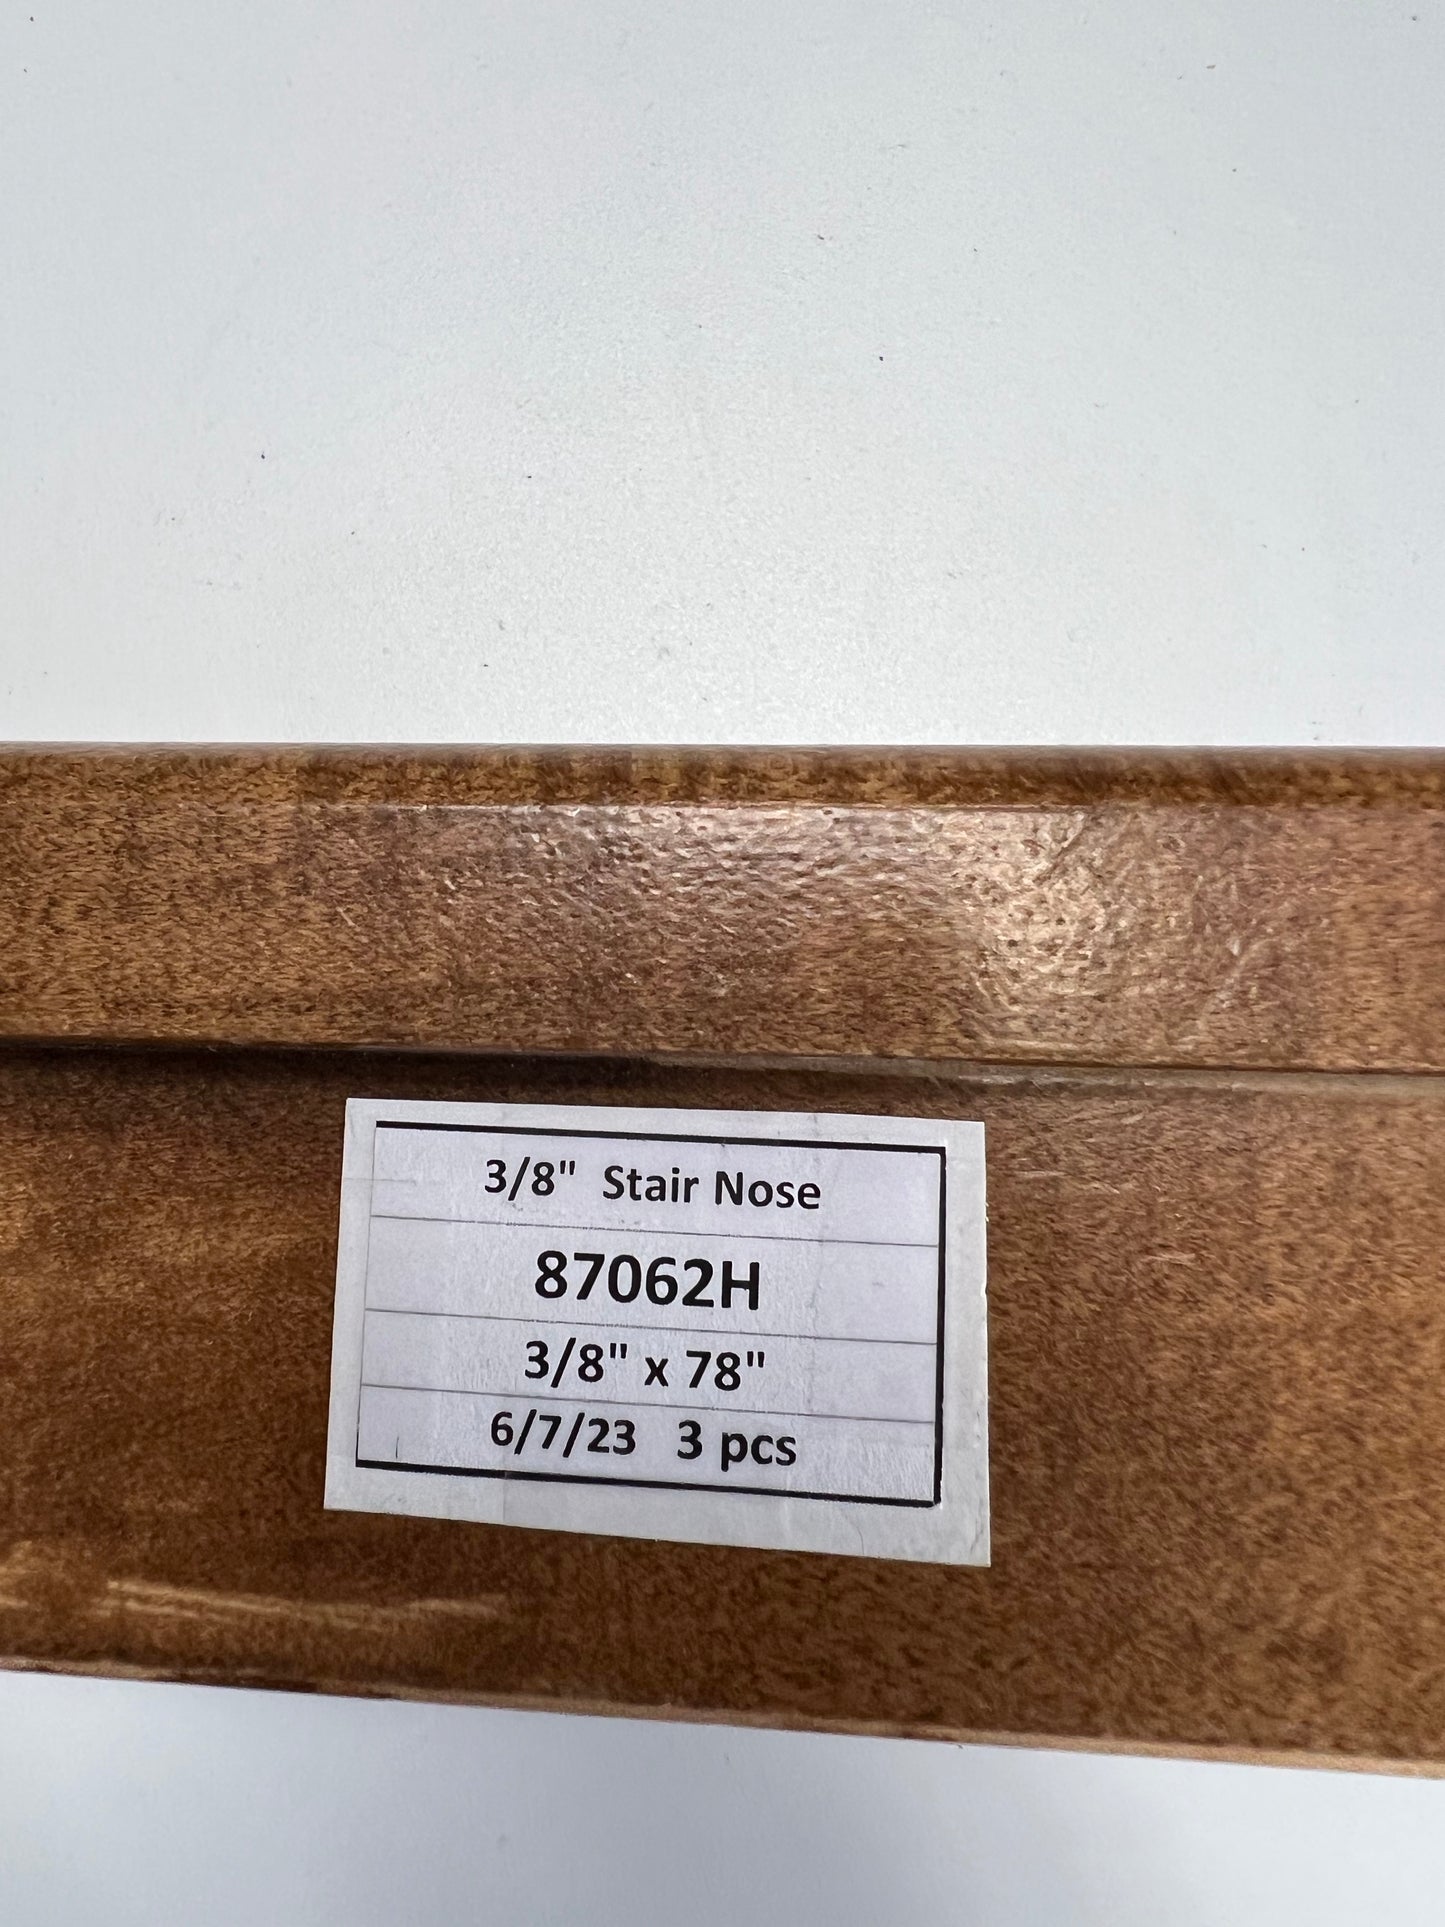 3/8" Stair Nose
87062H
3/8" x 78"
6/7/23 3 pcs